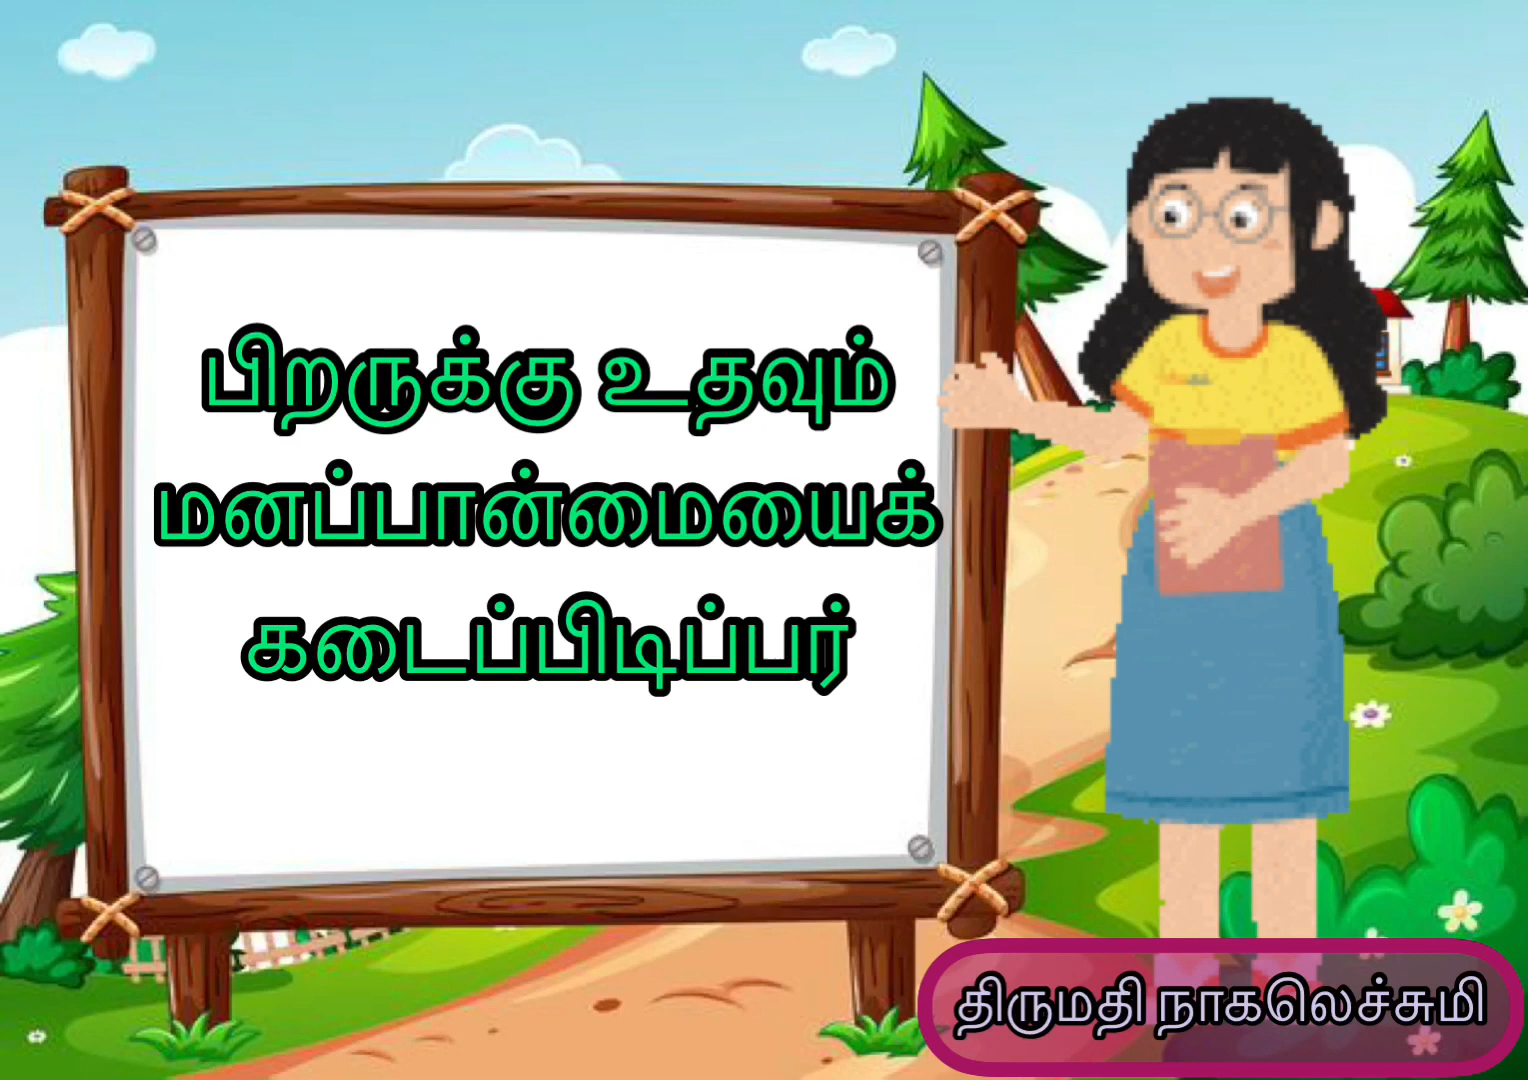 பிறருக்கு உதவும்
மனப்பான்மையைக்
கடைப்பிடிப்பர்
திருமதி நாகலெச்சுமி